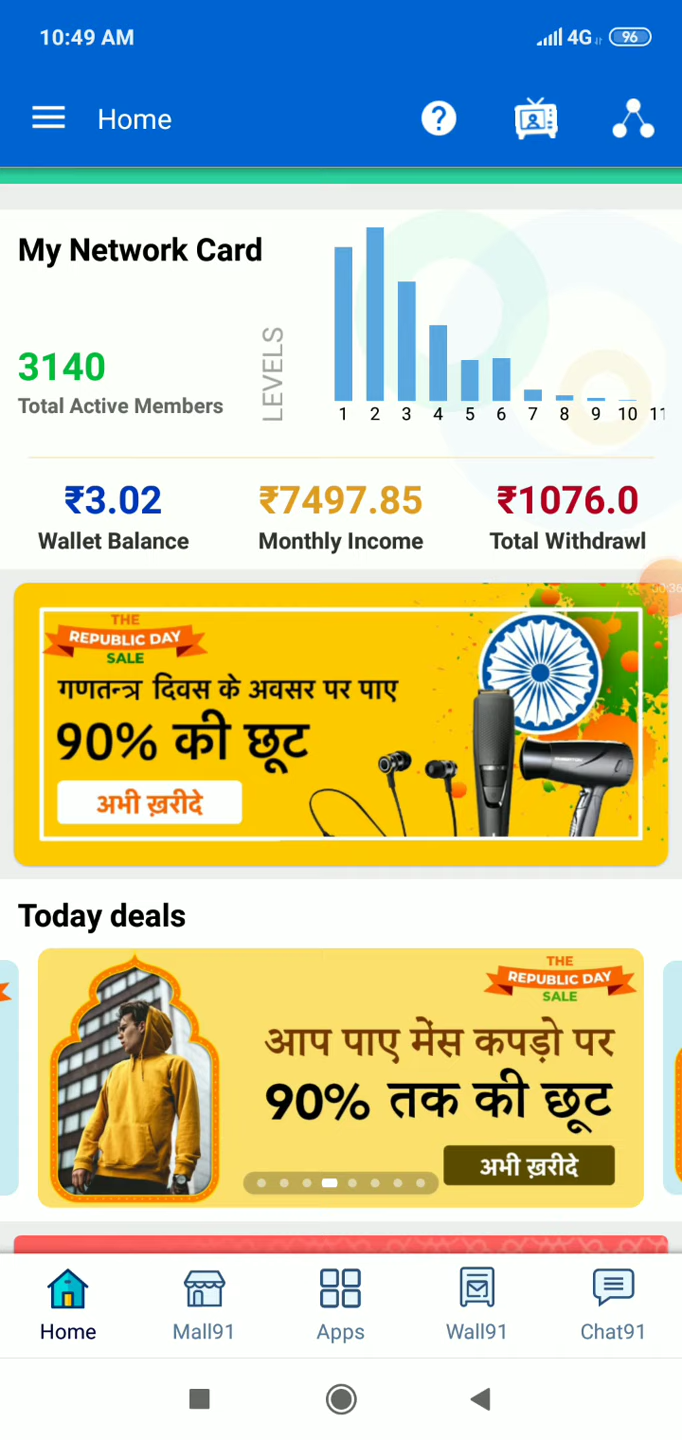 10:49 AM 4G 96
Home ?
My Network Card
3140
Total Active Members
LEVELS
1 2 3 4 5 6 7 8 9 10 11
₹3.02 ₹7497.85 ₹1076.0
Wallet Balance Monthly Income Total Withdrawl
00:36
THE
REPUBLIC DAY
SALE
गणतन्त्र दिवस के अवसर पर पाए
90% की छूट
अभी ख़रीदे
Today deals
THE
REPUBLIC DAY
SALE
आप पाए मेंस कपड़ो पर
90% तक की छूट
अभी ख़रीदे
Home Mall91 Apps Wall91 Chat91